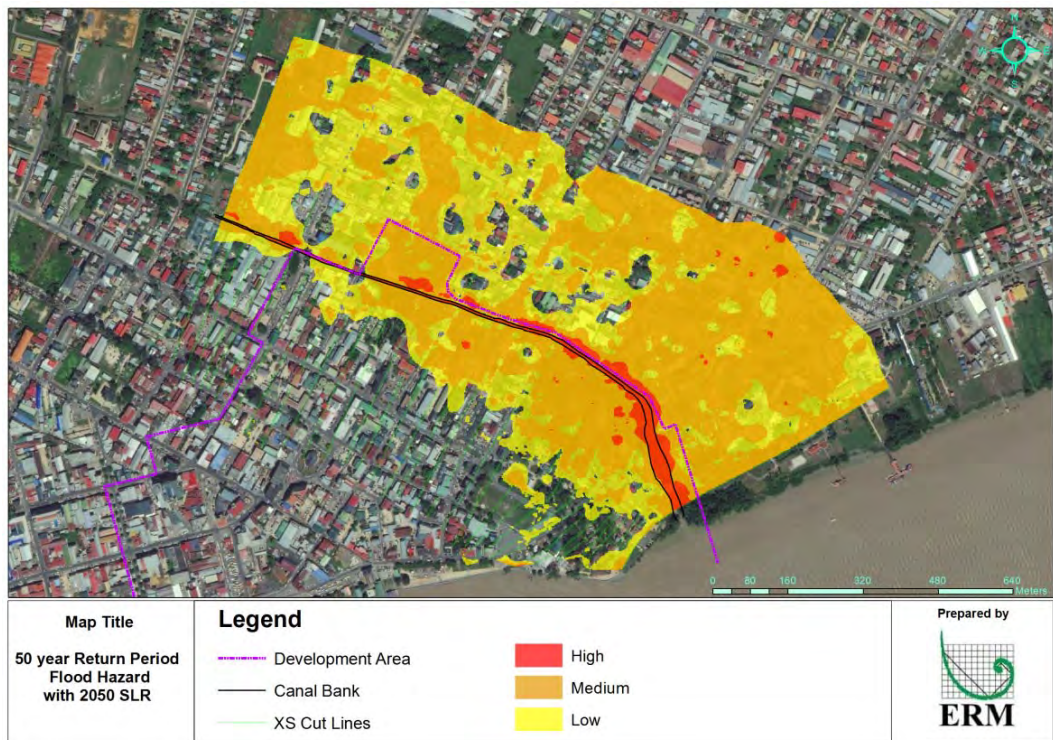 N
W E
S
0 80 160 320 480 640
Meters
Map Title
50 year Return Period
Flood Hazard
with 2050 SLR
Legend
Development Area
Canal Bank
XS Cut Lines
High
Medium
Low
Prepared by
ERM